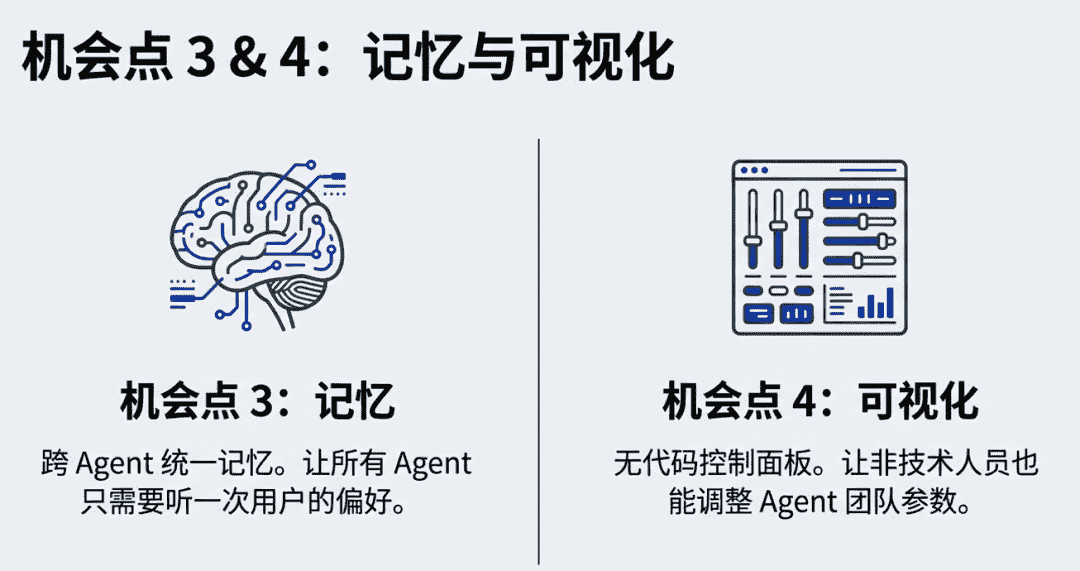 机会点 3 & 4：记忆与可视化
机会点 3：记忆
跨 Agent 统一记忆。让所有 Agent
只需要听一次用户的偏好。
机会点 4：可视化
无代码控制面板。让非技术人员也
能调整 Agent 团队参数。